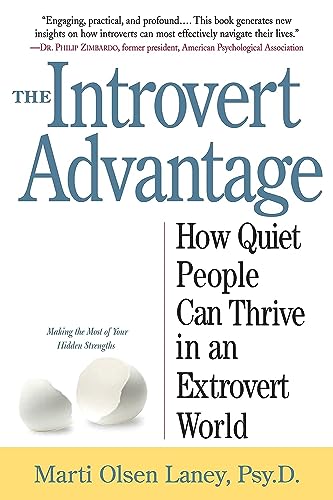 "Engaging, practical, and profound.... This book generates new
insights on how introverts can most effectively navigate their lives."
—DR. PHILIP ZIMBARDO, former president, American Psychological Association
THE Introvert
Advantage
How Quiet
People
Can Thrive
in an
Extrovert
World
Making the Most of Your
Hidden Strengths
Marti Olsen Laney, Psy.D.